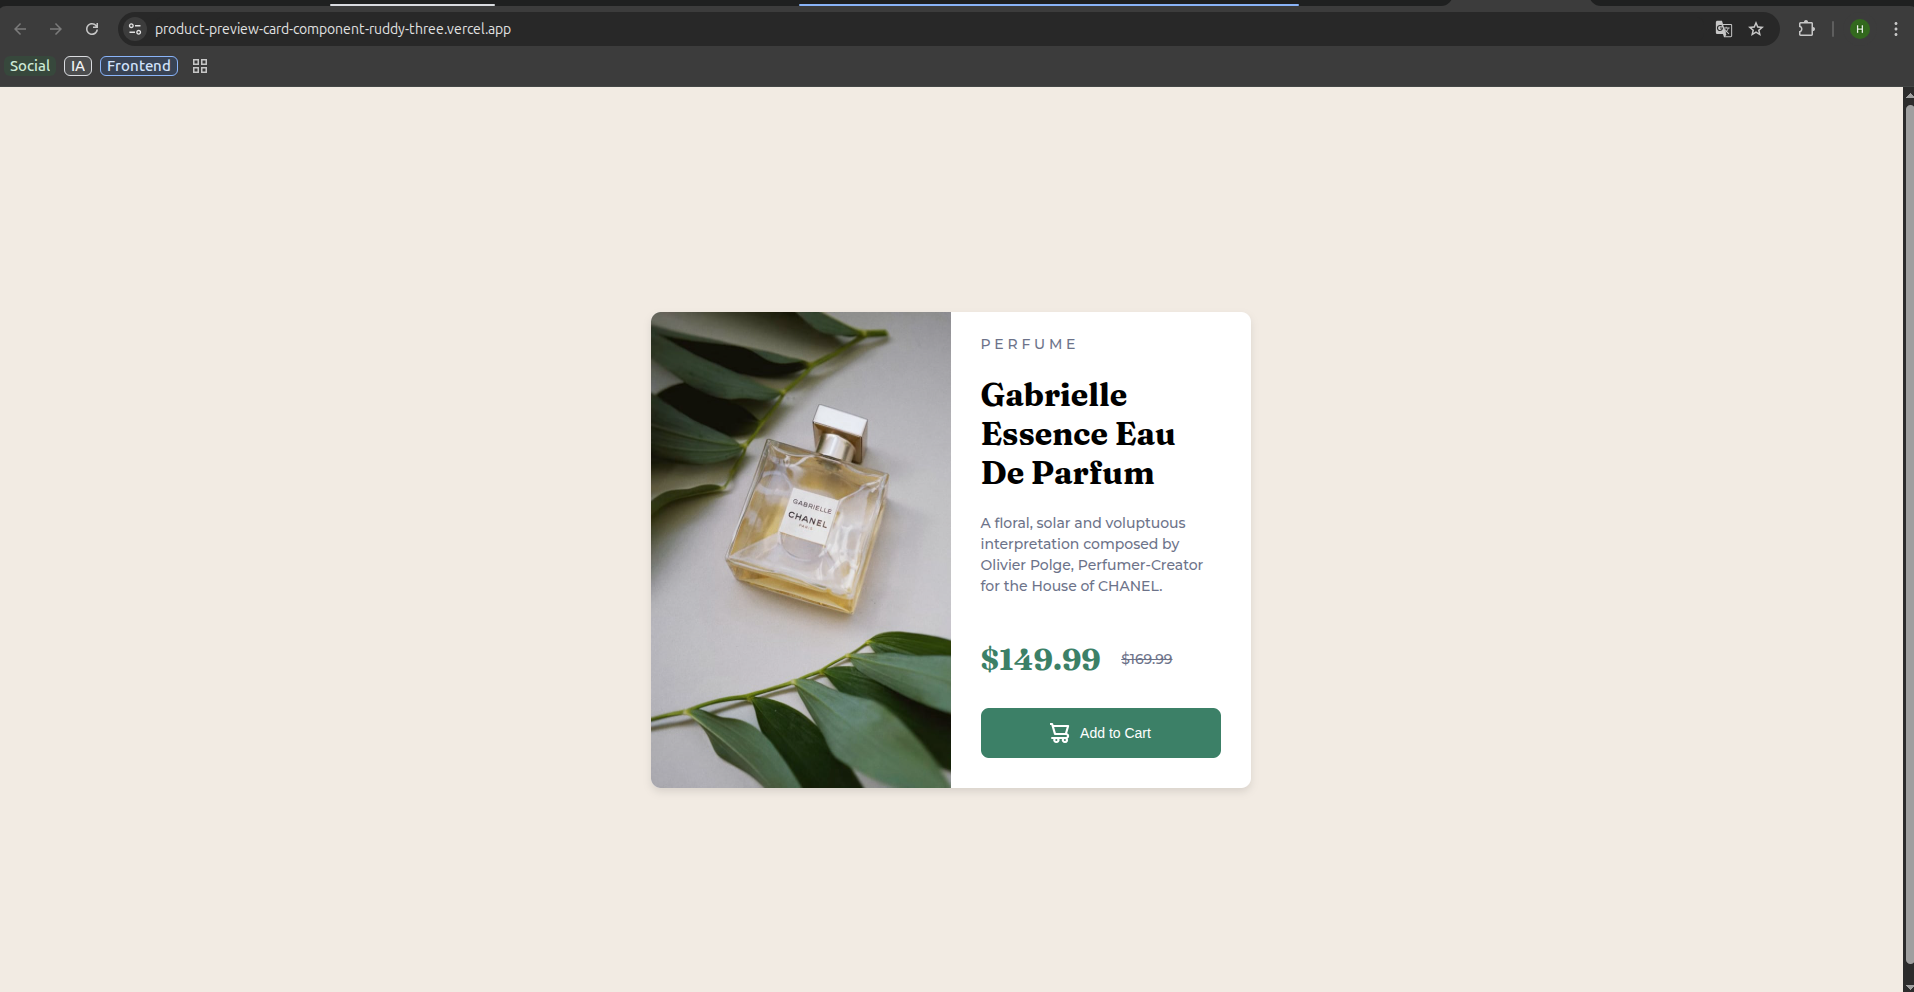 product-preview-card-component-ruddy-three.vercel.app
H
Social IA Frontend
PERFUME
Gabrielle
Essence Eau
De Parfum
A floral, solar and voluptuous
interpretation composed by
Olivier Polge, Perfumer-Creator
for the House of CHANEL.
$149.99 $169.99
Add to Cart
GABRIELLE
CHANEL
PARIS